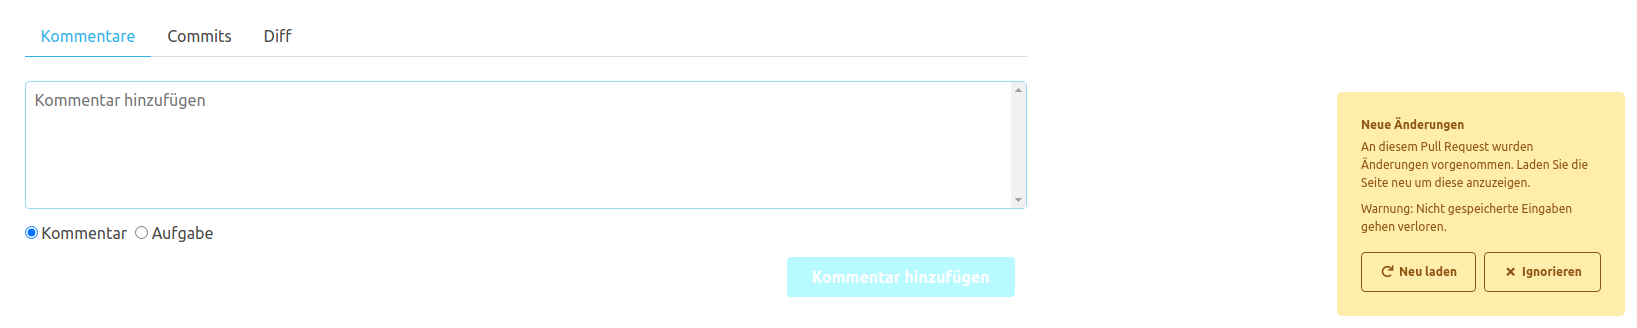 Kommentare Commits Diff
Kommentar hinzufügen
Kommentar Aufgabe
Kommentar hinzufügen
Neue Änderungen
An diesem Pull Request wurden
Änderungen vorgenommen. Laden Sie die
Seite neu um diese anzuzeigen.
Warnung: Nicht gespeicherte Eingaben
gehen verloren.
Neu laden Ignorieren